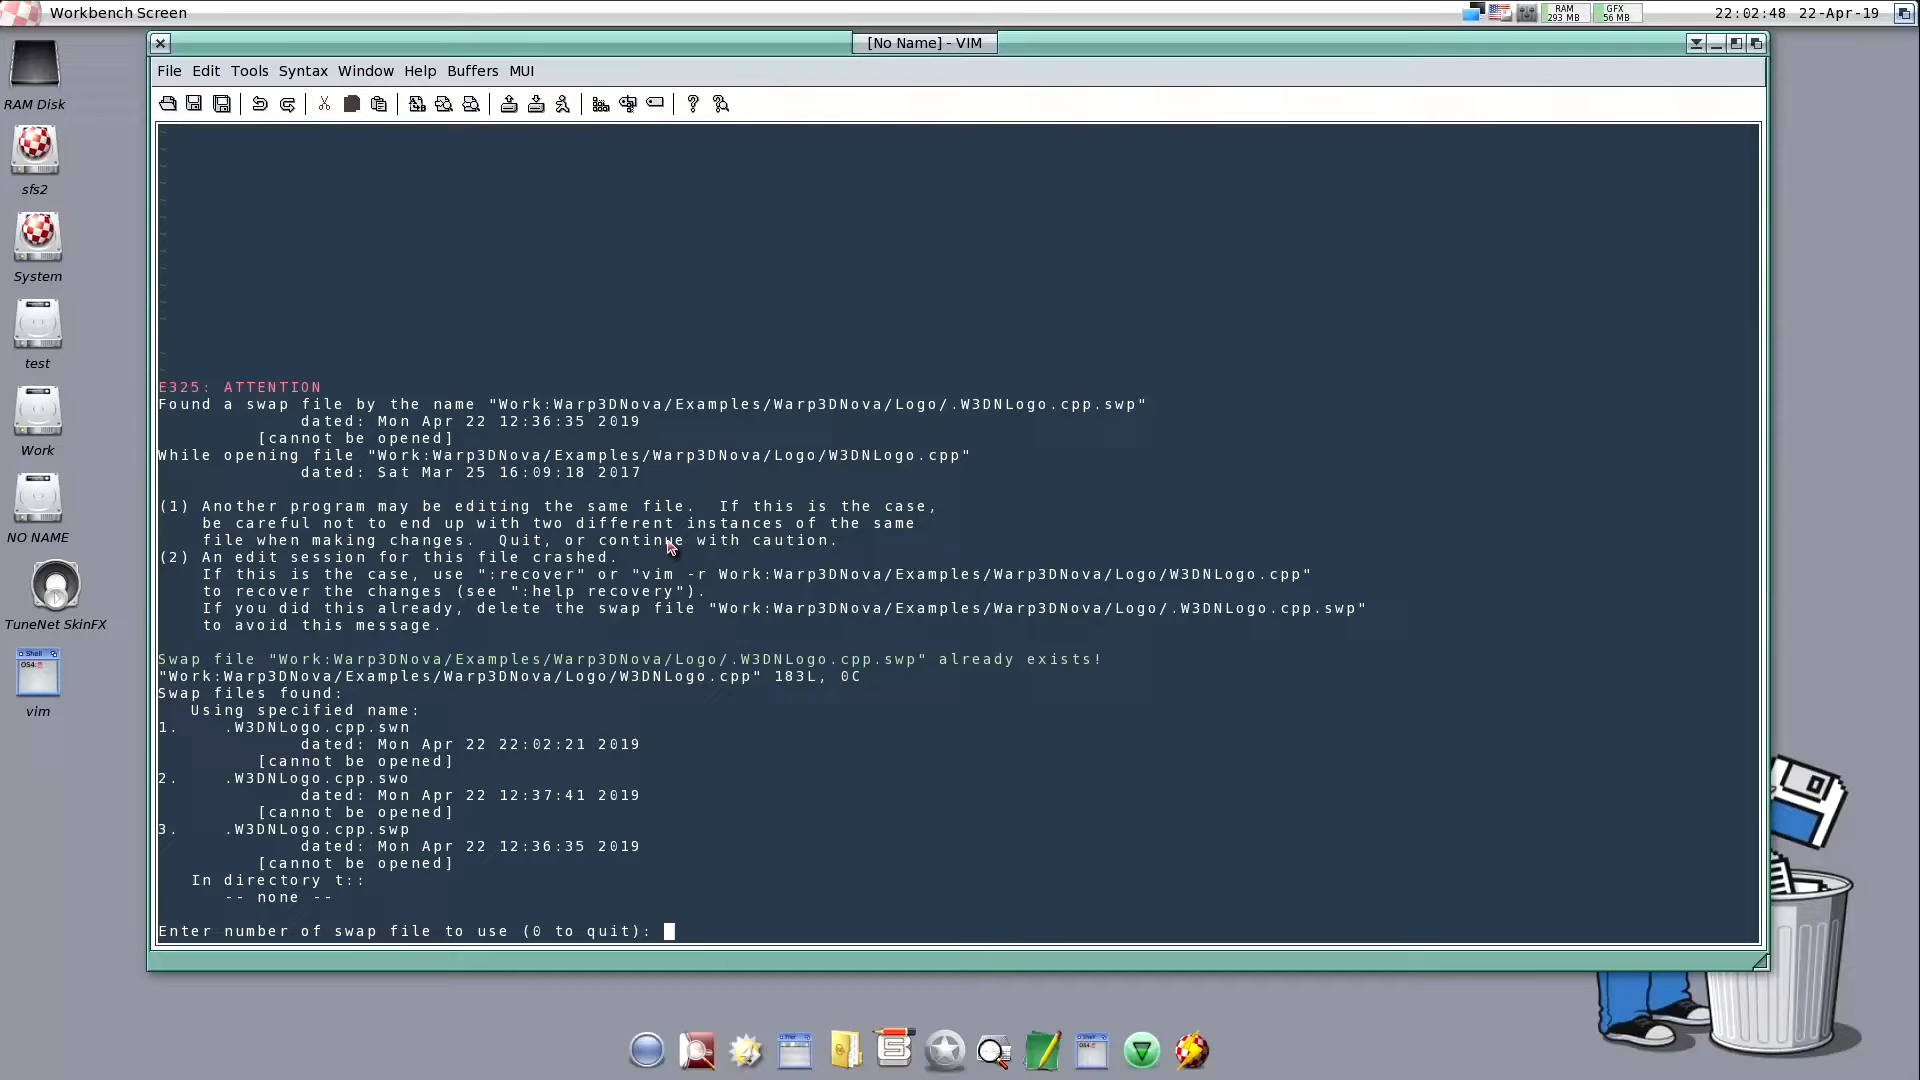 Workbench Screen
RAM
293 MB
GFX
56 MB
22:02:48 22-Apr-19
[No Name] - VIM
File Edit Tools Syntax Window Help Buffers MUI
RAM Disk
sfs2
System
test
Work
NO NAME
TuneNet SkinFX
vim
E325: ATTENTION
Found a swap file by the name "Work:Warp3DNova/Examples/Warp3DNova/Logo/.W3DNLogo.cpp.swp"
dated: Mon Apr 22 12:36:35 2019
[cannot be opened]
While opening file "Work:Warp3DNova/Examples/Warp3DNova/Logo/W3DNLogo.cpp"
dated: Sat Mar 25 16:09:18 2017
(1) Another program may be editing the same file.  If this is the case,
be careful not to end up with two different instances of the same
file when making changes.  Quit, or continue with caution.
(2) An edit session for this file crashed.
If this is the case, use ":recover" or "vim -r Work:Warp3DNova/Examples/Warp3DNova/Logo/W3DNLogo.cpp"
to recover the changes (see ":help recovery").
If you did this already, delete the swap file "Work:Warp3DNova/Examples/Warp3DNova/Logo/.W3DNLogo.cpp.swp"
to avoid this message.
Swap file "Work:Warp3DNova/Examples/Warp3DNova/Logo/.W3DNLogo.cpp.swp" already exists!
"Work:Warp3DNova/Examples/Warp3DNova/Logo/W3DNLogo.cpp" 183L, 0C
Swap files found:
Using specified name:
1.    .W3DNLogo.cpp.swn
dated: Mon Apr 22 22:02:21 2019
[cannot be opened]
2.    .W3DNLogo.cpp.swo
dated: Mon Apr 22 12:37:41 2019
[cannot be opened]
3.    .W3DNLogo.cpp.swp
dated: Mon Apr 22 12:36:35 2019
[cannot be opened]
In directory t::
-- none --
Enter number of swap file to use (0 to quit):